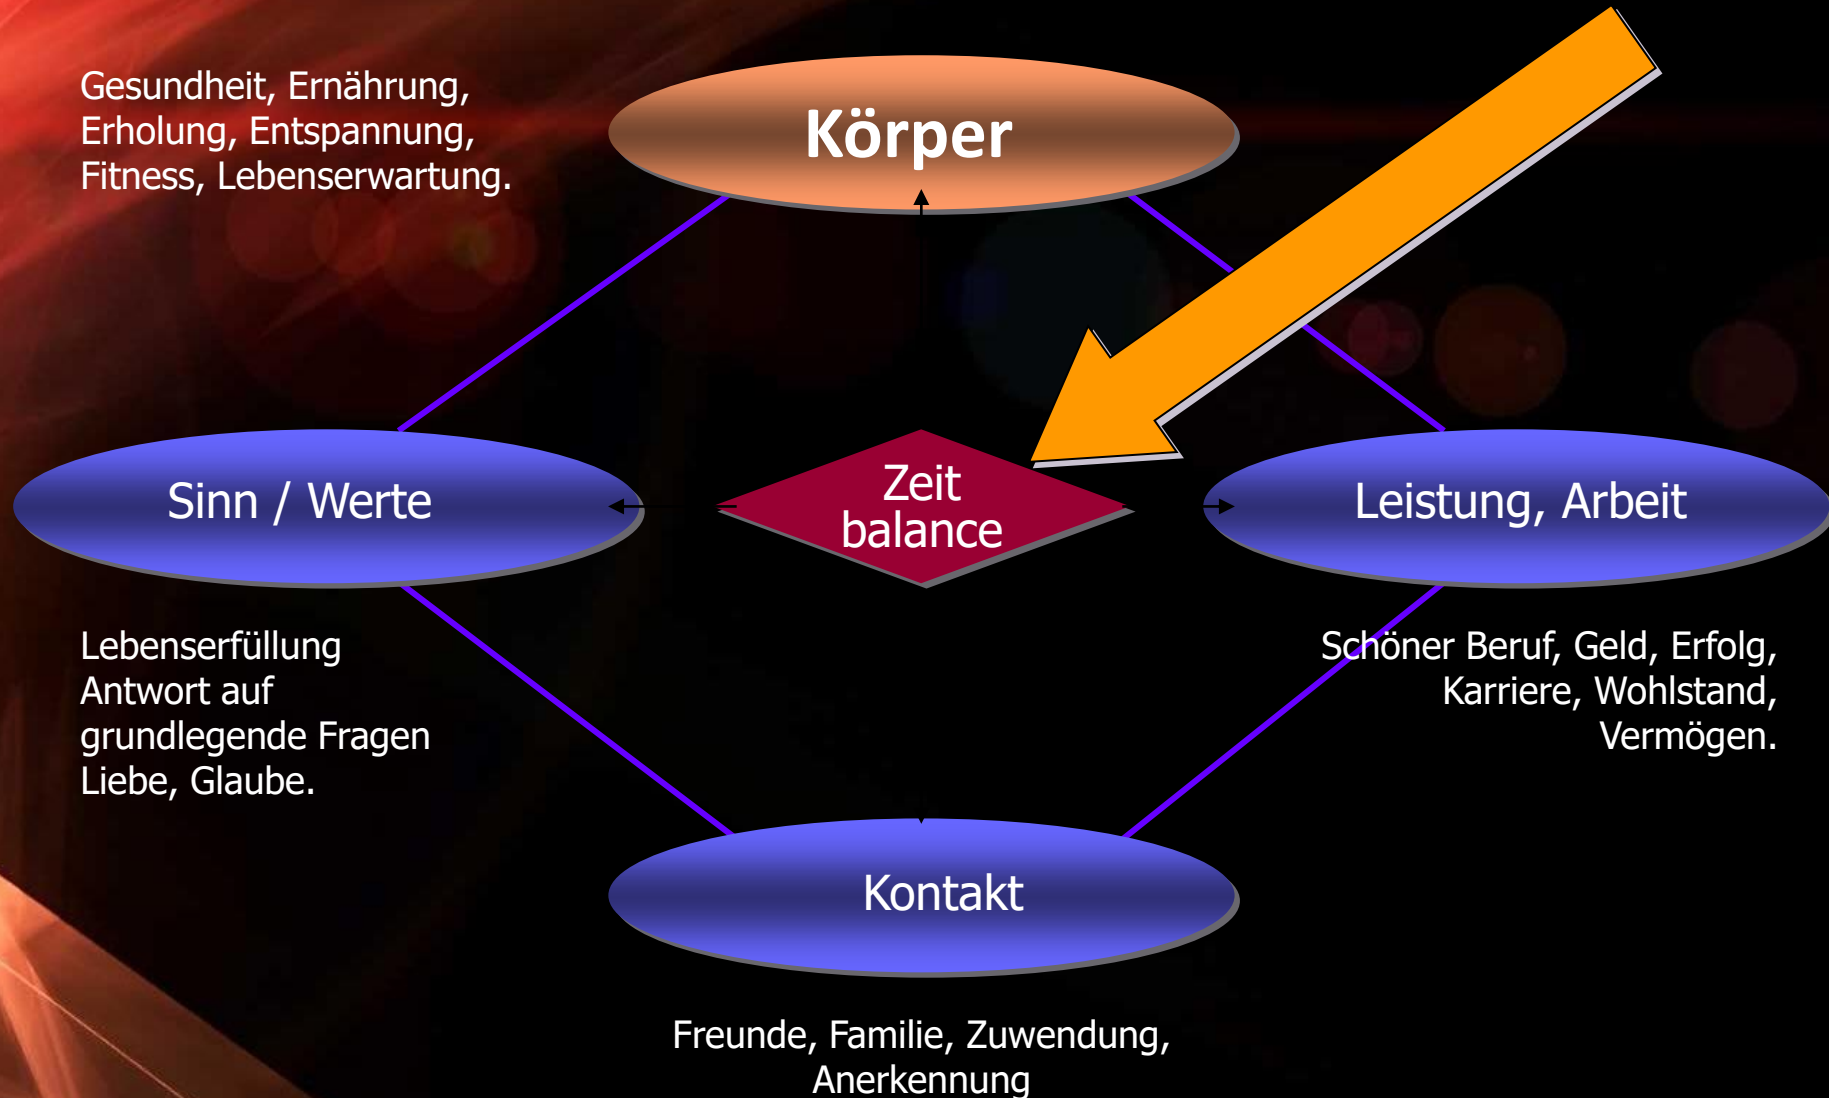 Gesundheit, Ernährung,
Erholung, Entspannung,
Fitness, Lebenserwartung.
Körper
Sinn / Werte
Zeit
balance
Leistung, Arbeit
Lebenserfüllung
Antwort auf
grundlegende Fragen
Liebe, Glaube.
Schöner Beruf, Geld, Erfolg,
Karriere, Wohlstand,
Vermögen.
Kontakt
Freunde, Familie, Zuwendung,
Anerkennung